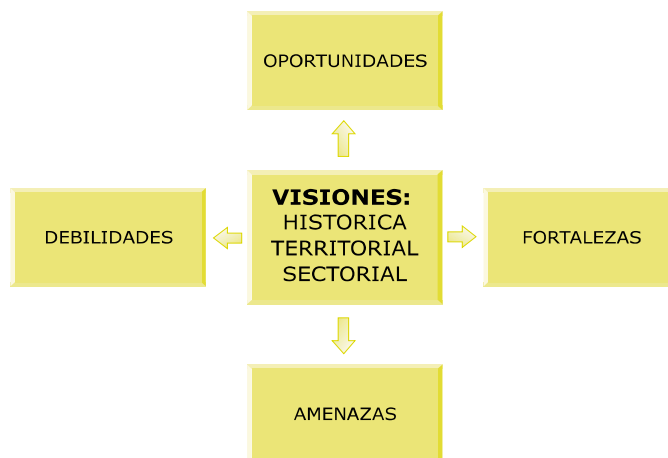 OPORTUNIDADES
VISIONES:
HISTORICA
TERRITORIAL
SECTORIAL
DEBILIDADES
FORTALEZAS
AMENAZAS